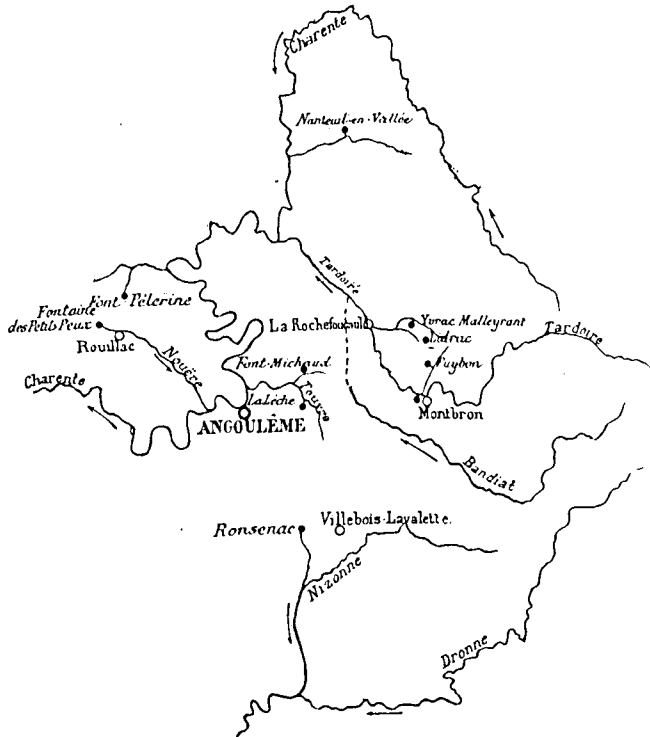 Charente
Nanteuil-en-Vallée
Tardoire
Font Pélerine
Fontaine
des Petits Peux
Rouillac
La Rochefoucauld
Yvrac Malleyrant
Tardoire
Nouère
Font-Michaud
Puybon
Charente
La Lèche
Touvre
ANGOULÊME
Montbron
Bandiat
Ronsenac
Villebois-Lavalette.
Nizonne
Dronne